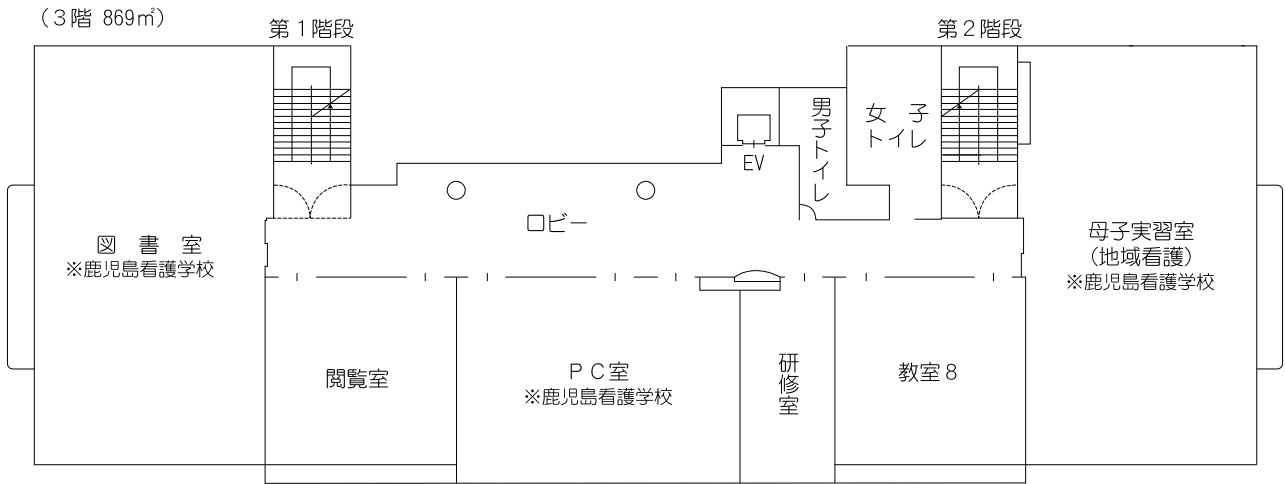 (3階 869㎡)
第1階段
第2階段
男子トイレ
女 子
トイレ
EV
ロビー
図 書 室
※鹿児島看護学校
母子実習室
(地域看護)
※鹿児島看護学校
閲覧室
PC室
※鹿児島看護学校
研修室
教室8